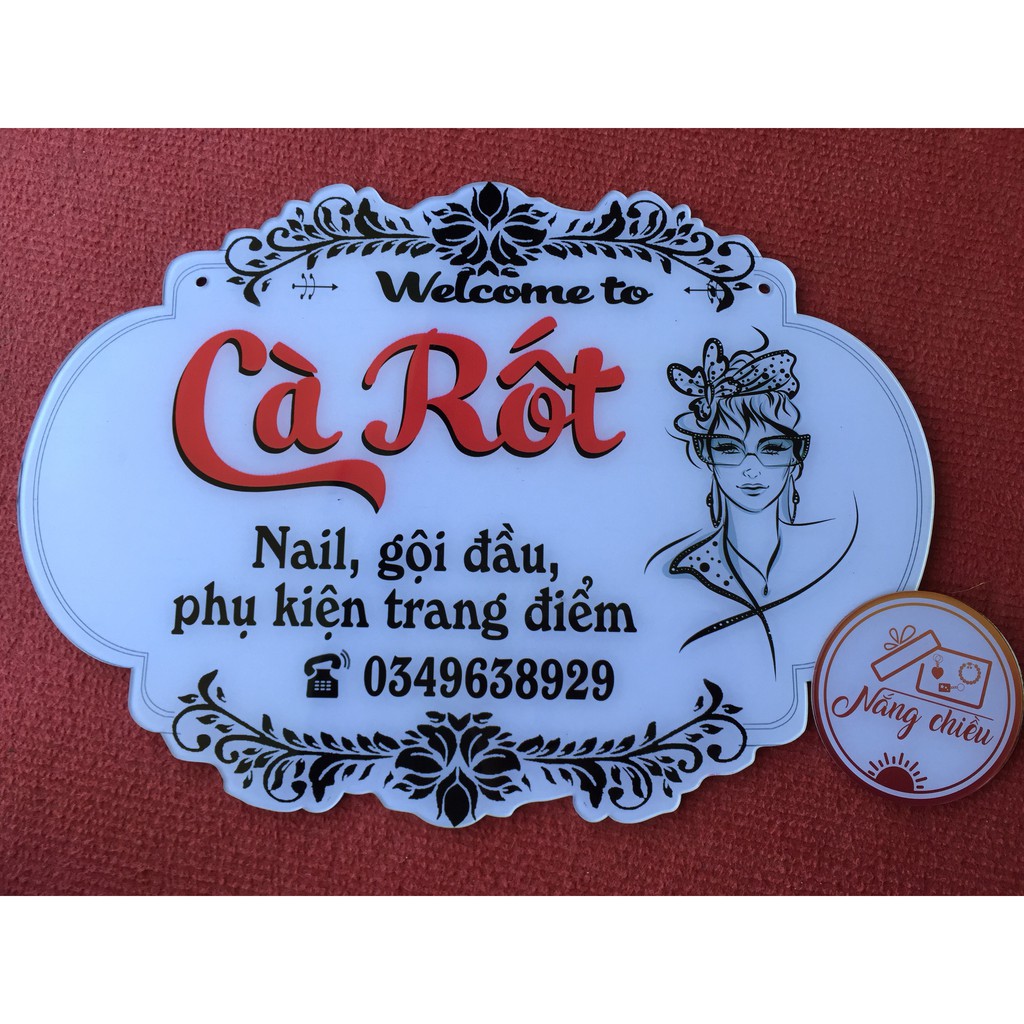 Welcome to
Cà Rốt
Nail, gội đầu,
phụ kiện trang điểm
0349638929
Nắng chiều